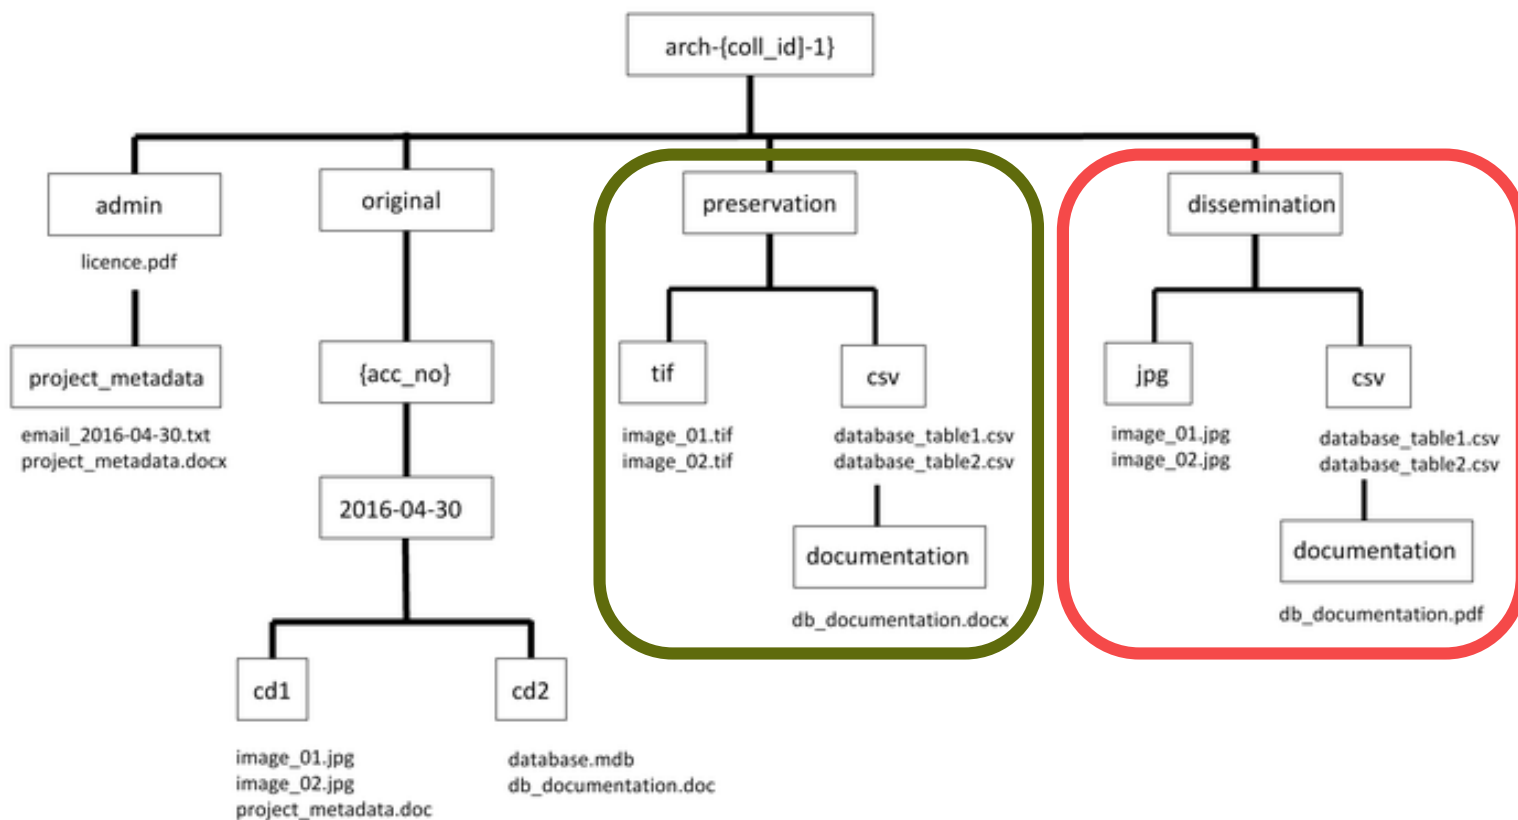 arch-{coll_id]-1}
admin
licence.pdf
project_metadata
email_2016-04-30.txt
project_metadata.docx
original
{acc_no}
2016-04-30
cd1
image_01.jpg
image_02.jpg
project_metadata.doc
cd2
database.mdb
db_documentation.doc
preservation
tif
image_01.tif
image_02.tif
csv
database_table1.csv
database_table2.csv
documentation
db_documentation.docx
dissemination
jpg
image_01.jpg
image_02.jpg
csv
database_table1.csv
database_table2.csv
documentation
db_documentation.pdf